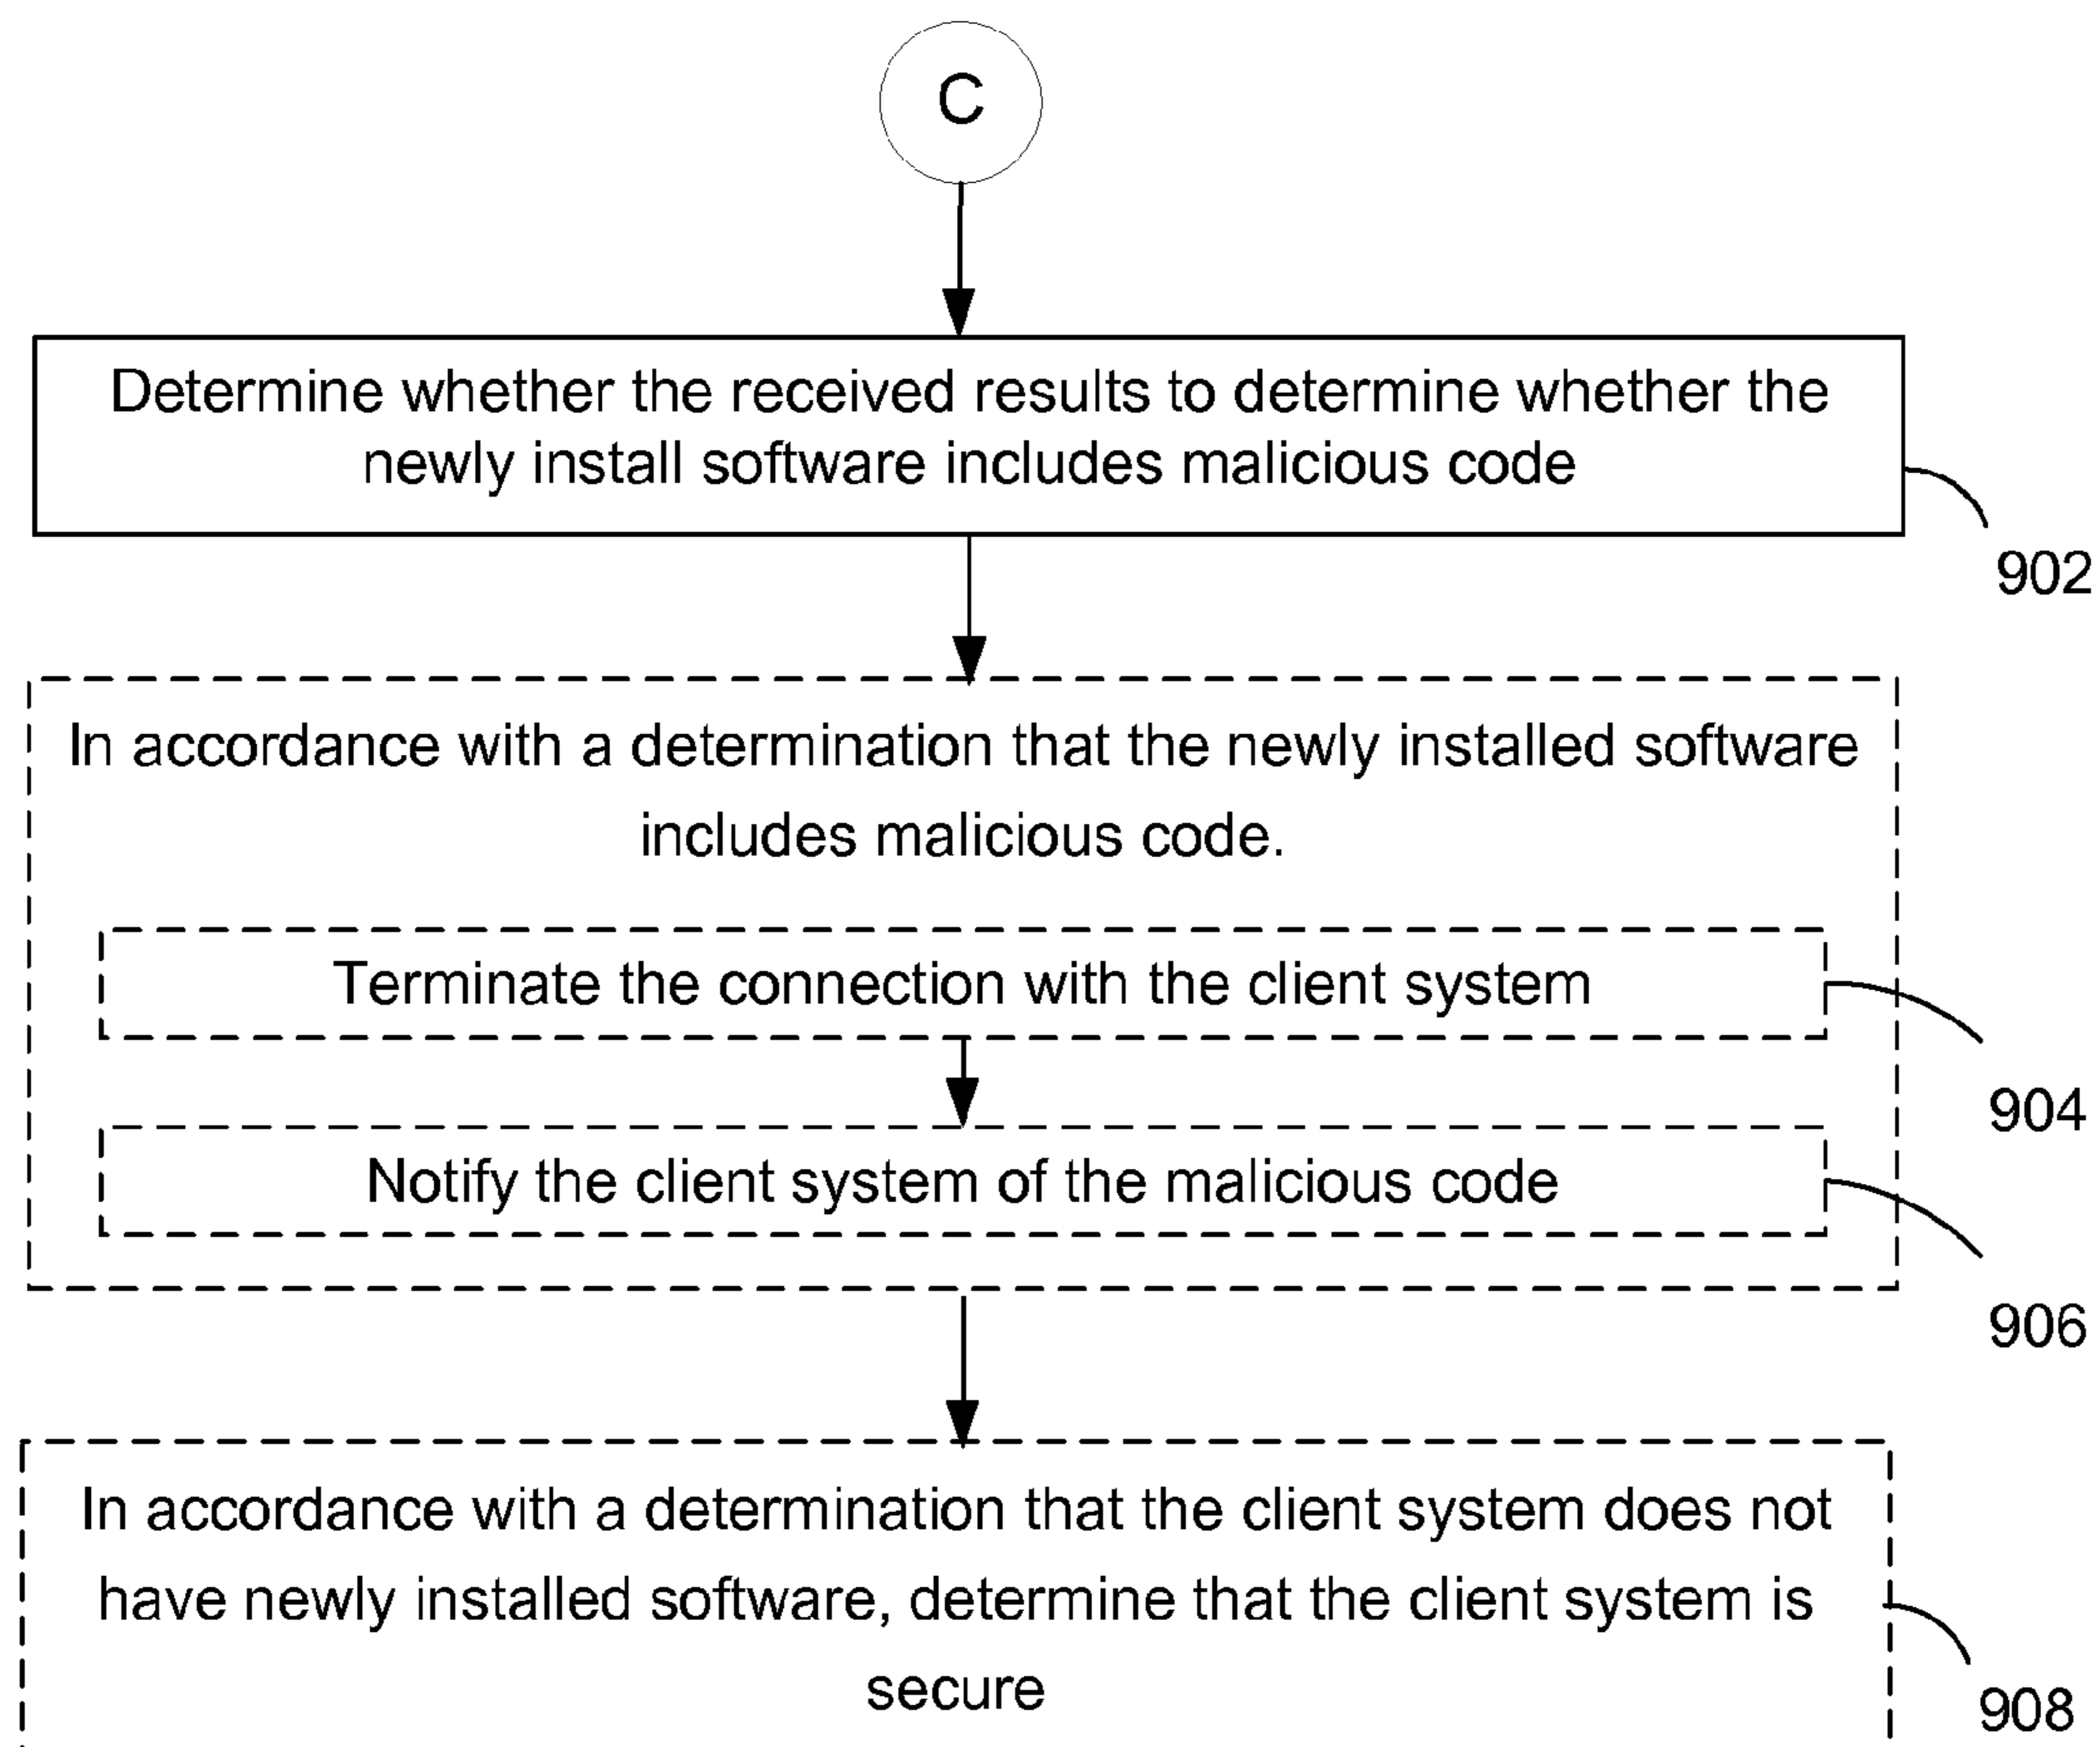 C
Determine whether the received results to determine whether the
newly install software includes malicious code
902
In accordance with a determination that the newly installed software
includes malicious code.
Terminate the connection with the client system
904
Notify the client system of the malicious code
906
In accordance with a determination that the client system does not
have newly installed software, determine that the client system is
secure
908